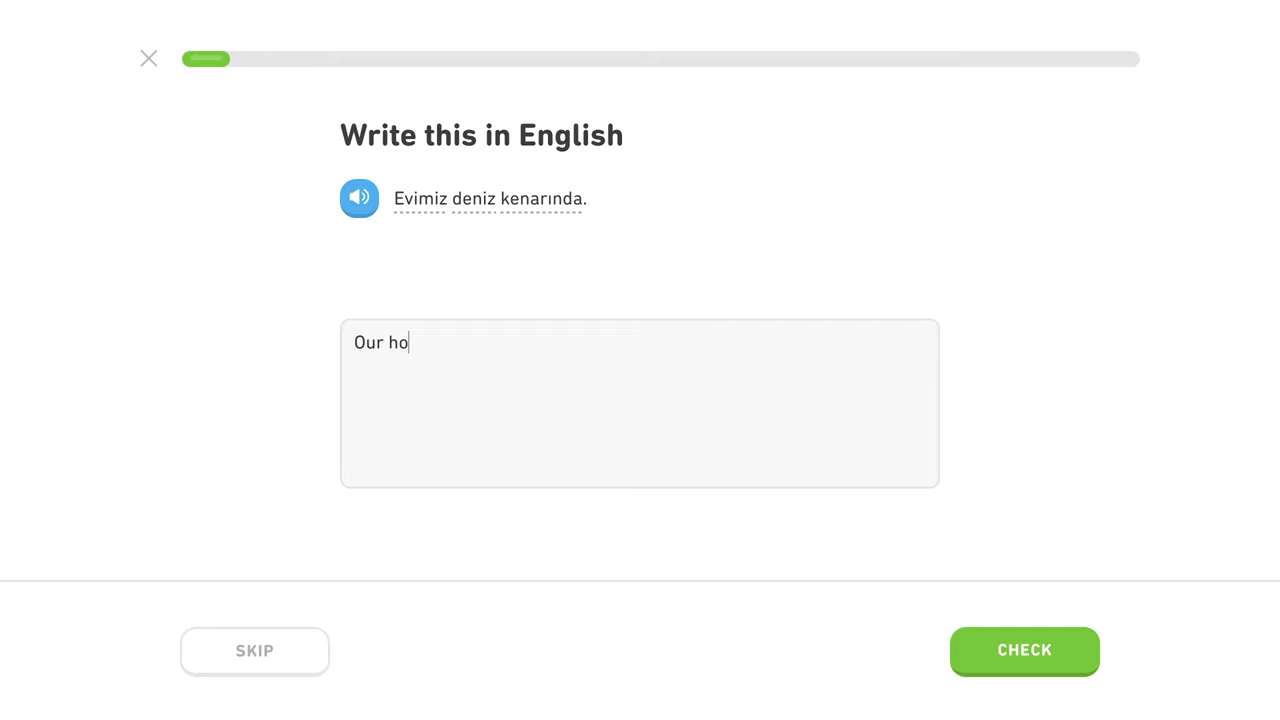 Write this in English
Evimiz deniz kenarında.
Our ho
SKIP
CHECK